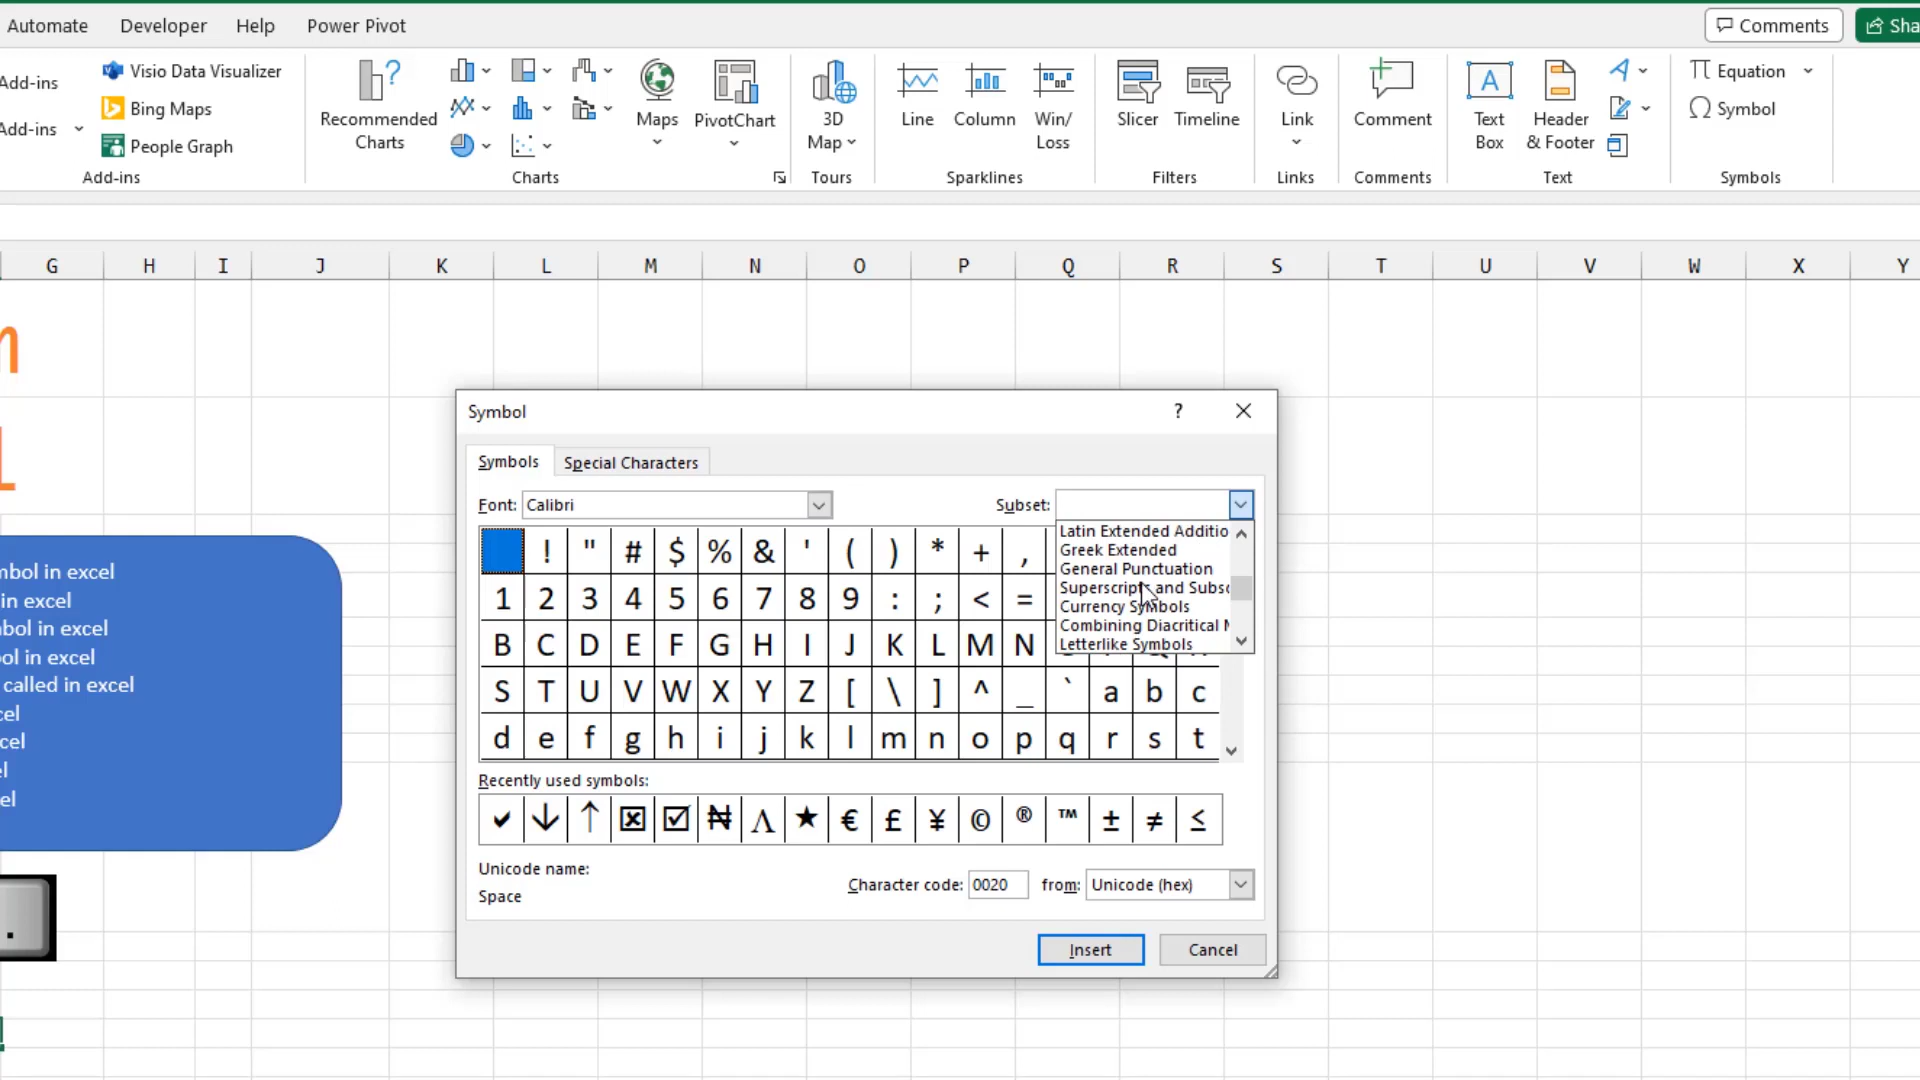 Automate Developer Help Power Pivot Comments Sha
Add-ins
Add-ins
Visio Data Visualizer
Bing Maps
People Graph
Add-ins
Recommended
Charts
Maps
PivotChart
Charts
3D
Map
Tours
Line Column Win/
Loss
Sparklines
Slicer Timeline
Filters
Link
Links
Comment
Comments
Text
Box
Header
& Footer
Text
Equation
Symbol
Symbols
G H I J K L M N O P Q R S T U V W X Y
mbol in excel
in excel
mbol in excel
ol in excel
called in excel
cel
cel
el
el
Symbol ?
Symbols Special Characters
Font: Calibri Subset:
Latin Extended Additio
Greek Extended
General Punctuation
Superscripts and Subsc
Currency Symbols
Combining Diacritical M
Letterlike Symbols
! " # $ % & ' ( ) * + ,
1 2 3 4 5 6 7 8 9 : ; < =
B C D E F G H I J K L M N
S T U V W X Y Z [ \ ] ^ _ ` a b c
d e f g h i j k l m n o p q r s t
Recently used symbols:
✔ ↓ ↑ ☒ ☑ ₦ Λ ★ € £ ¥ © ® ™ ± ≠ ≤
Unicode name:
Space
Character code: 0020 from: Unicode (hex)
Insert Cancel